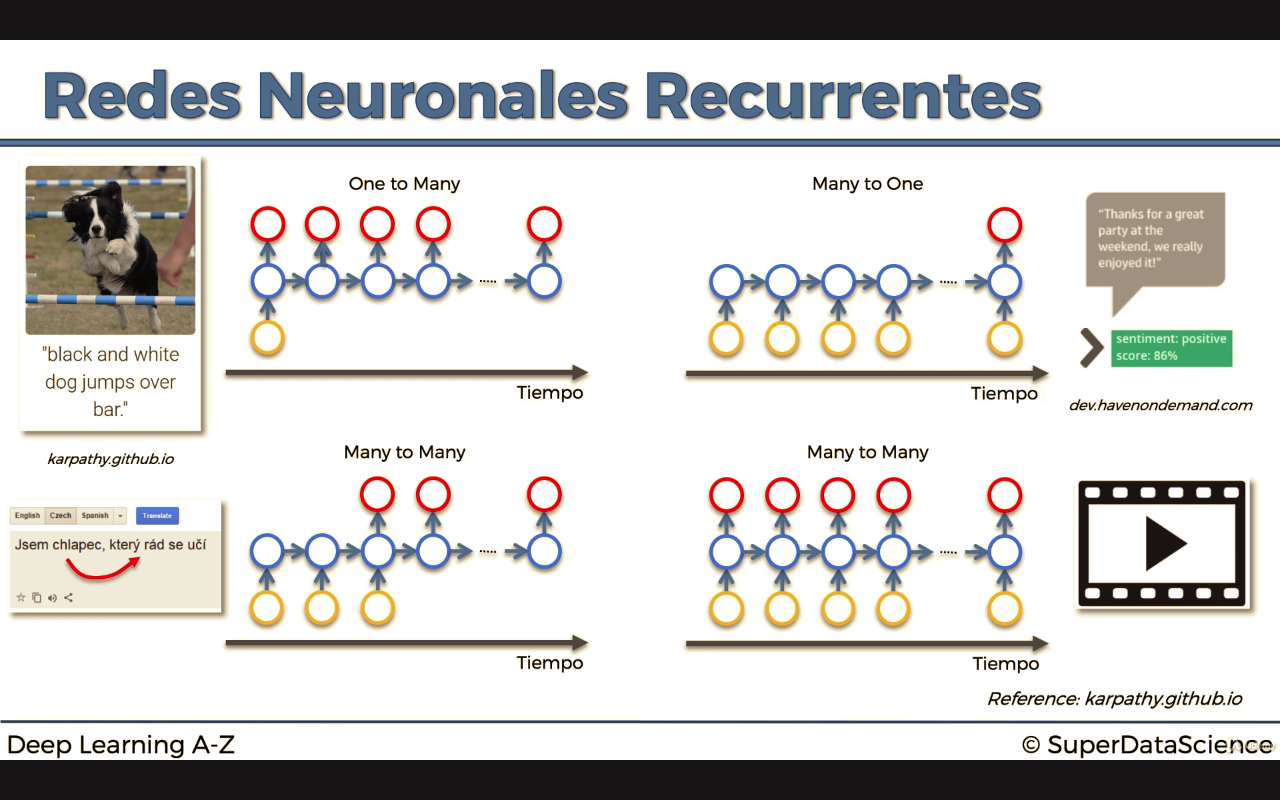 Redes Neuronales Recurrentes
One to Many
Tiempo
"black and white
dog jumps over
bar."
karpathy.github.io
Many to One
Tiempo
"Thanks for a great
party at the
weekend, we really
enjoyed it!"
sentiment: positive
score: 86%
dev.havenondemand.com
Many to Many
Tiempo
English Czech Spanish Translate
Jsem chlapec, který rád se učí
Many to Many
Tiempo
Reference: karpathy.github.io
Deep Learning A-Z
© SuperDataScience